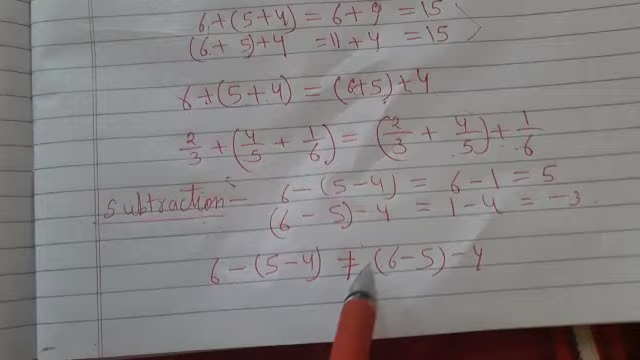 6+(5+4) = 6+9 = 15
(6+5)+4 = 11+4 = 15
6+(5+4) = (6+5)+4
2/3 + (4/5 + 1/6) = (2/3 + 4/5) + 1/6
Subtraction:- 6-(5-4) = 6-1 = 5
(6-5)-4 = 1-4 = -3
6-(5-4) ≠ (6-5)-4